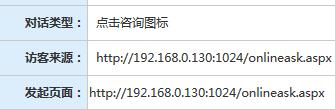 对话类型： 点击咨询图标
访客来源： http://192.168.0.130:1024/onlineask.aspx
发起页面： http://192.168.0.130:1024/onlineask.aspx